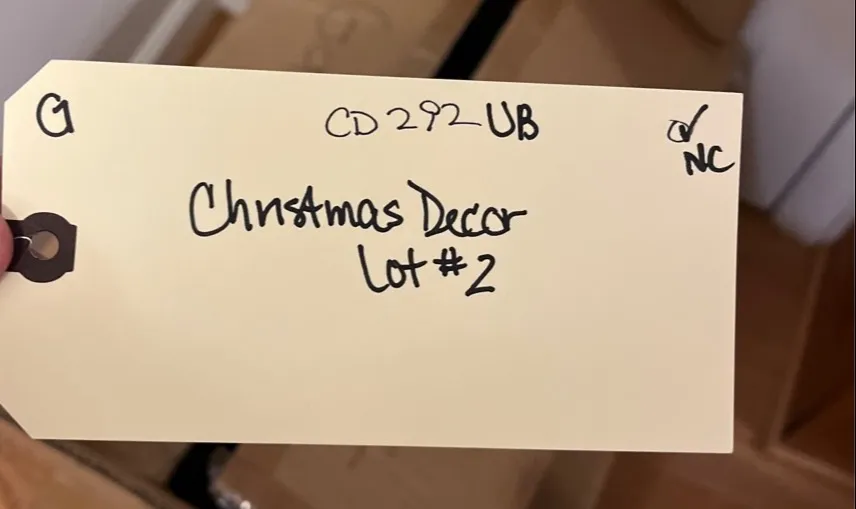 CD292UB
NC
Christmas Decor
Lot #2